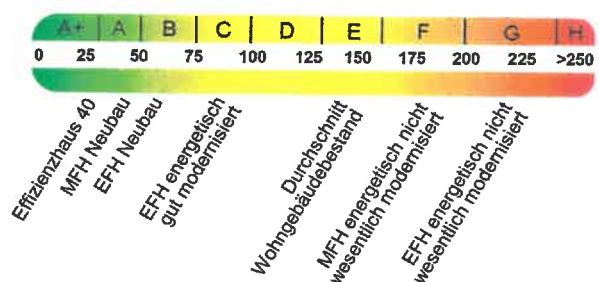 A+ A B C D E F G H
0 25 50 75 100 125 150 175 200 225 >250
Effizienzhaus 40
MFH Neubau
EFH Neubau
EFH energetisch
gut modernisiert
Durchschnitt
Wohngebäudebestand
MFH energetisch nicht
wesentlich modernisiert
EFH energetisch nicht
wesentlich modernisiert